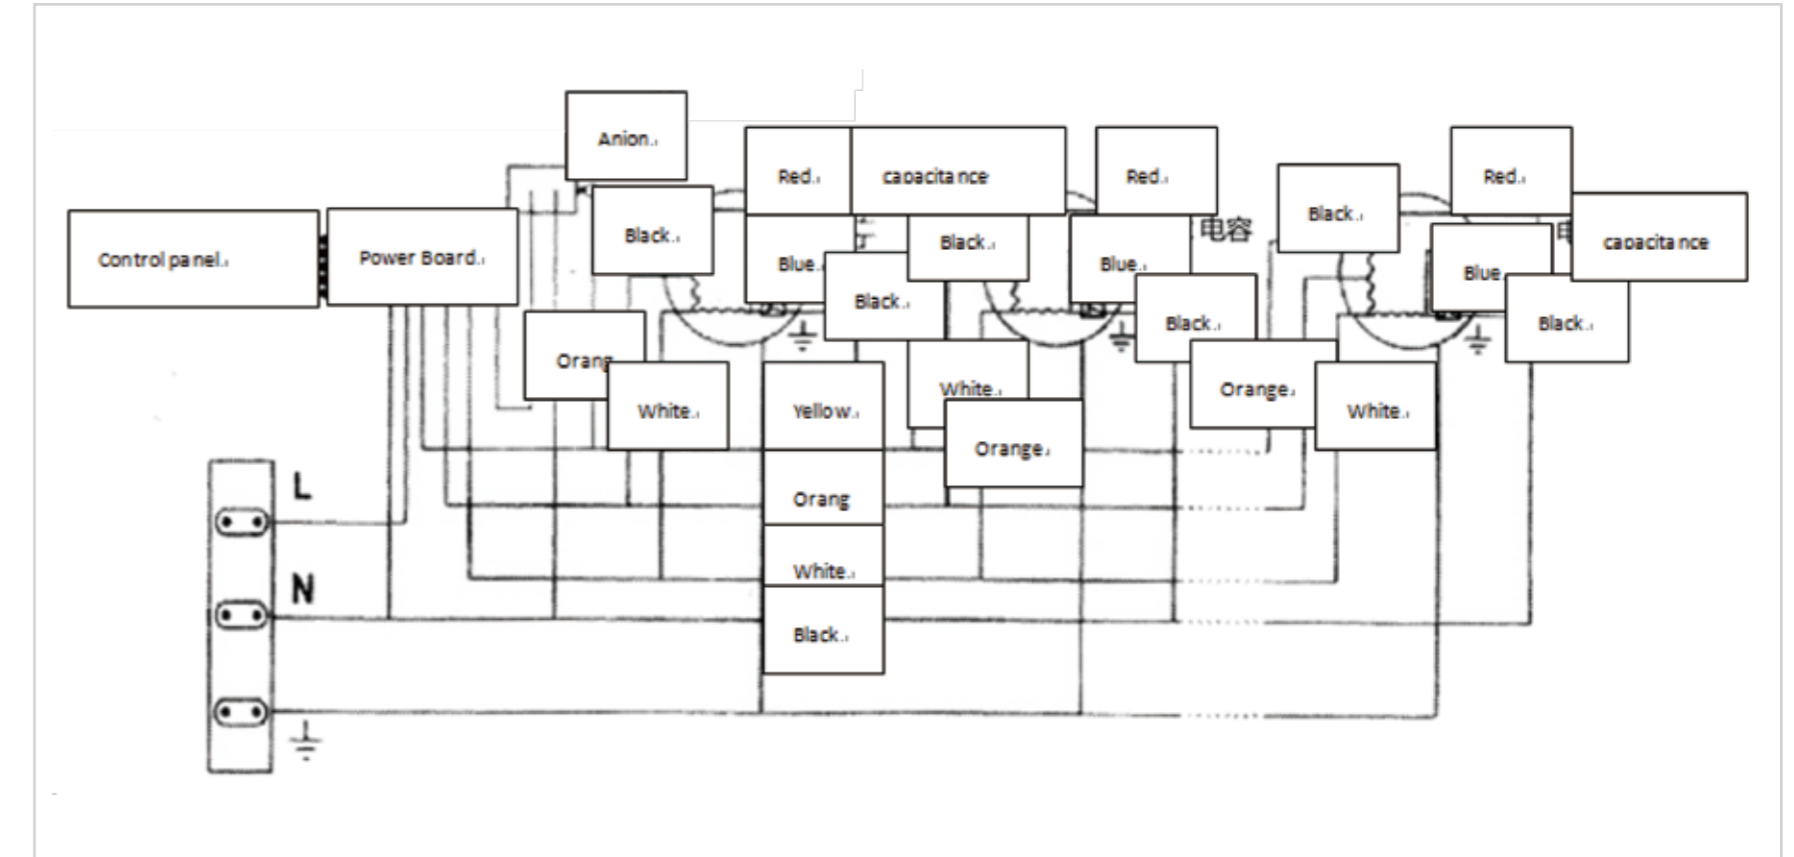 Anion.
Red.
capacitance
Red.
Black.
Red.
Control panel.
Power Board.
Black.
Blue.
Black.
Blue.
电容
Blue
capacitance
Black.
Black.
Black.
Orang
White.
Yellow.
White.
Orange.
White.
Orange.
L
Orang
N
White.
Black.